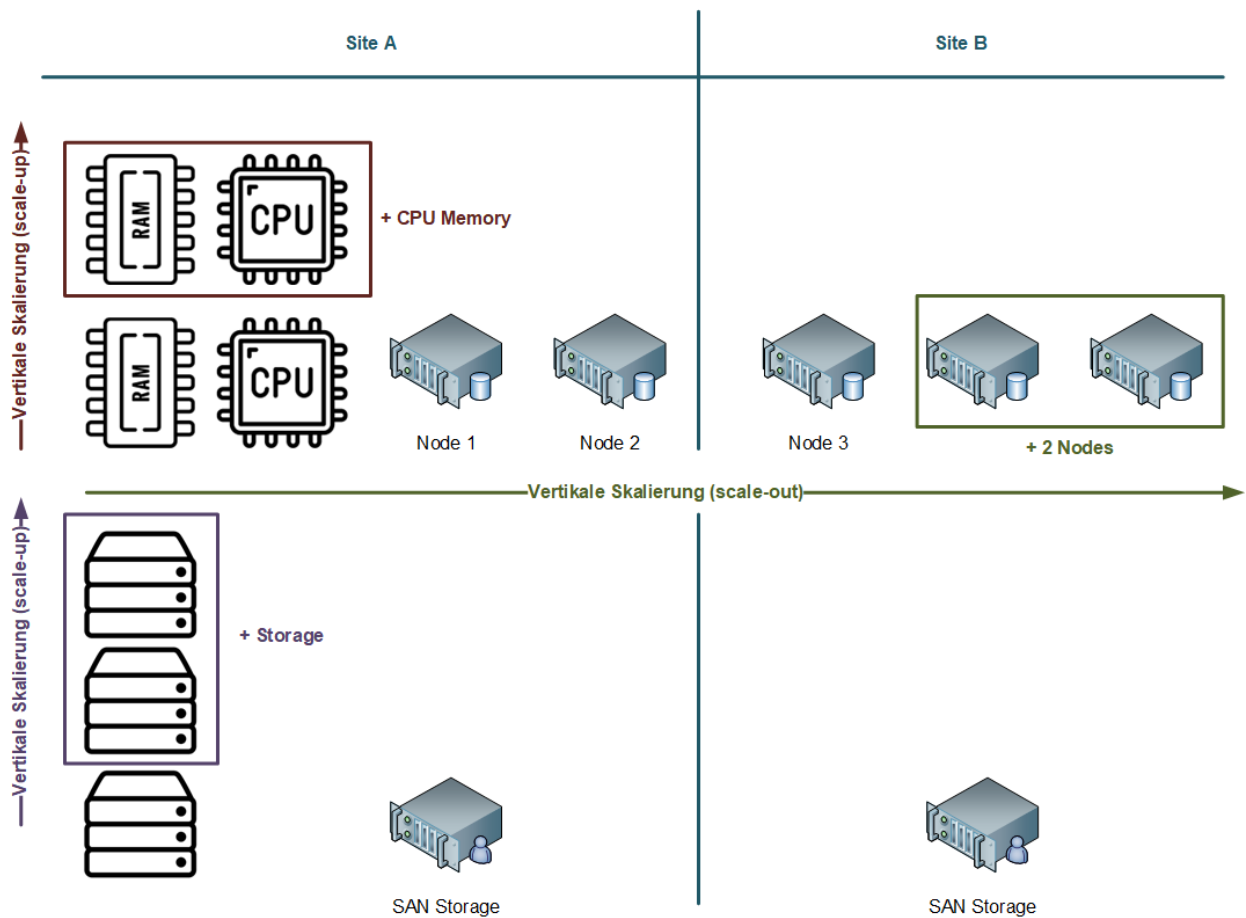 Site A
Site B
Vertikale Skalierung (scale-up)
RAM
CPU
+ CPU Memory
RAM
CPU
Node 1
Node 2
Node 3
+ 2 Nodes
Vertikale Skalierung (scale-out)
Vertikale Skalierung (scale-up)
+ Storage
SAN Storage
SAN Storage